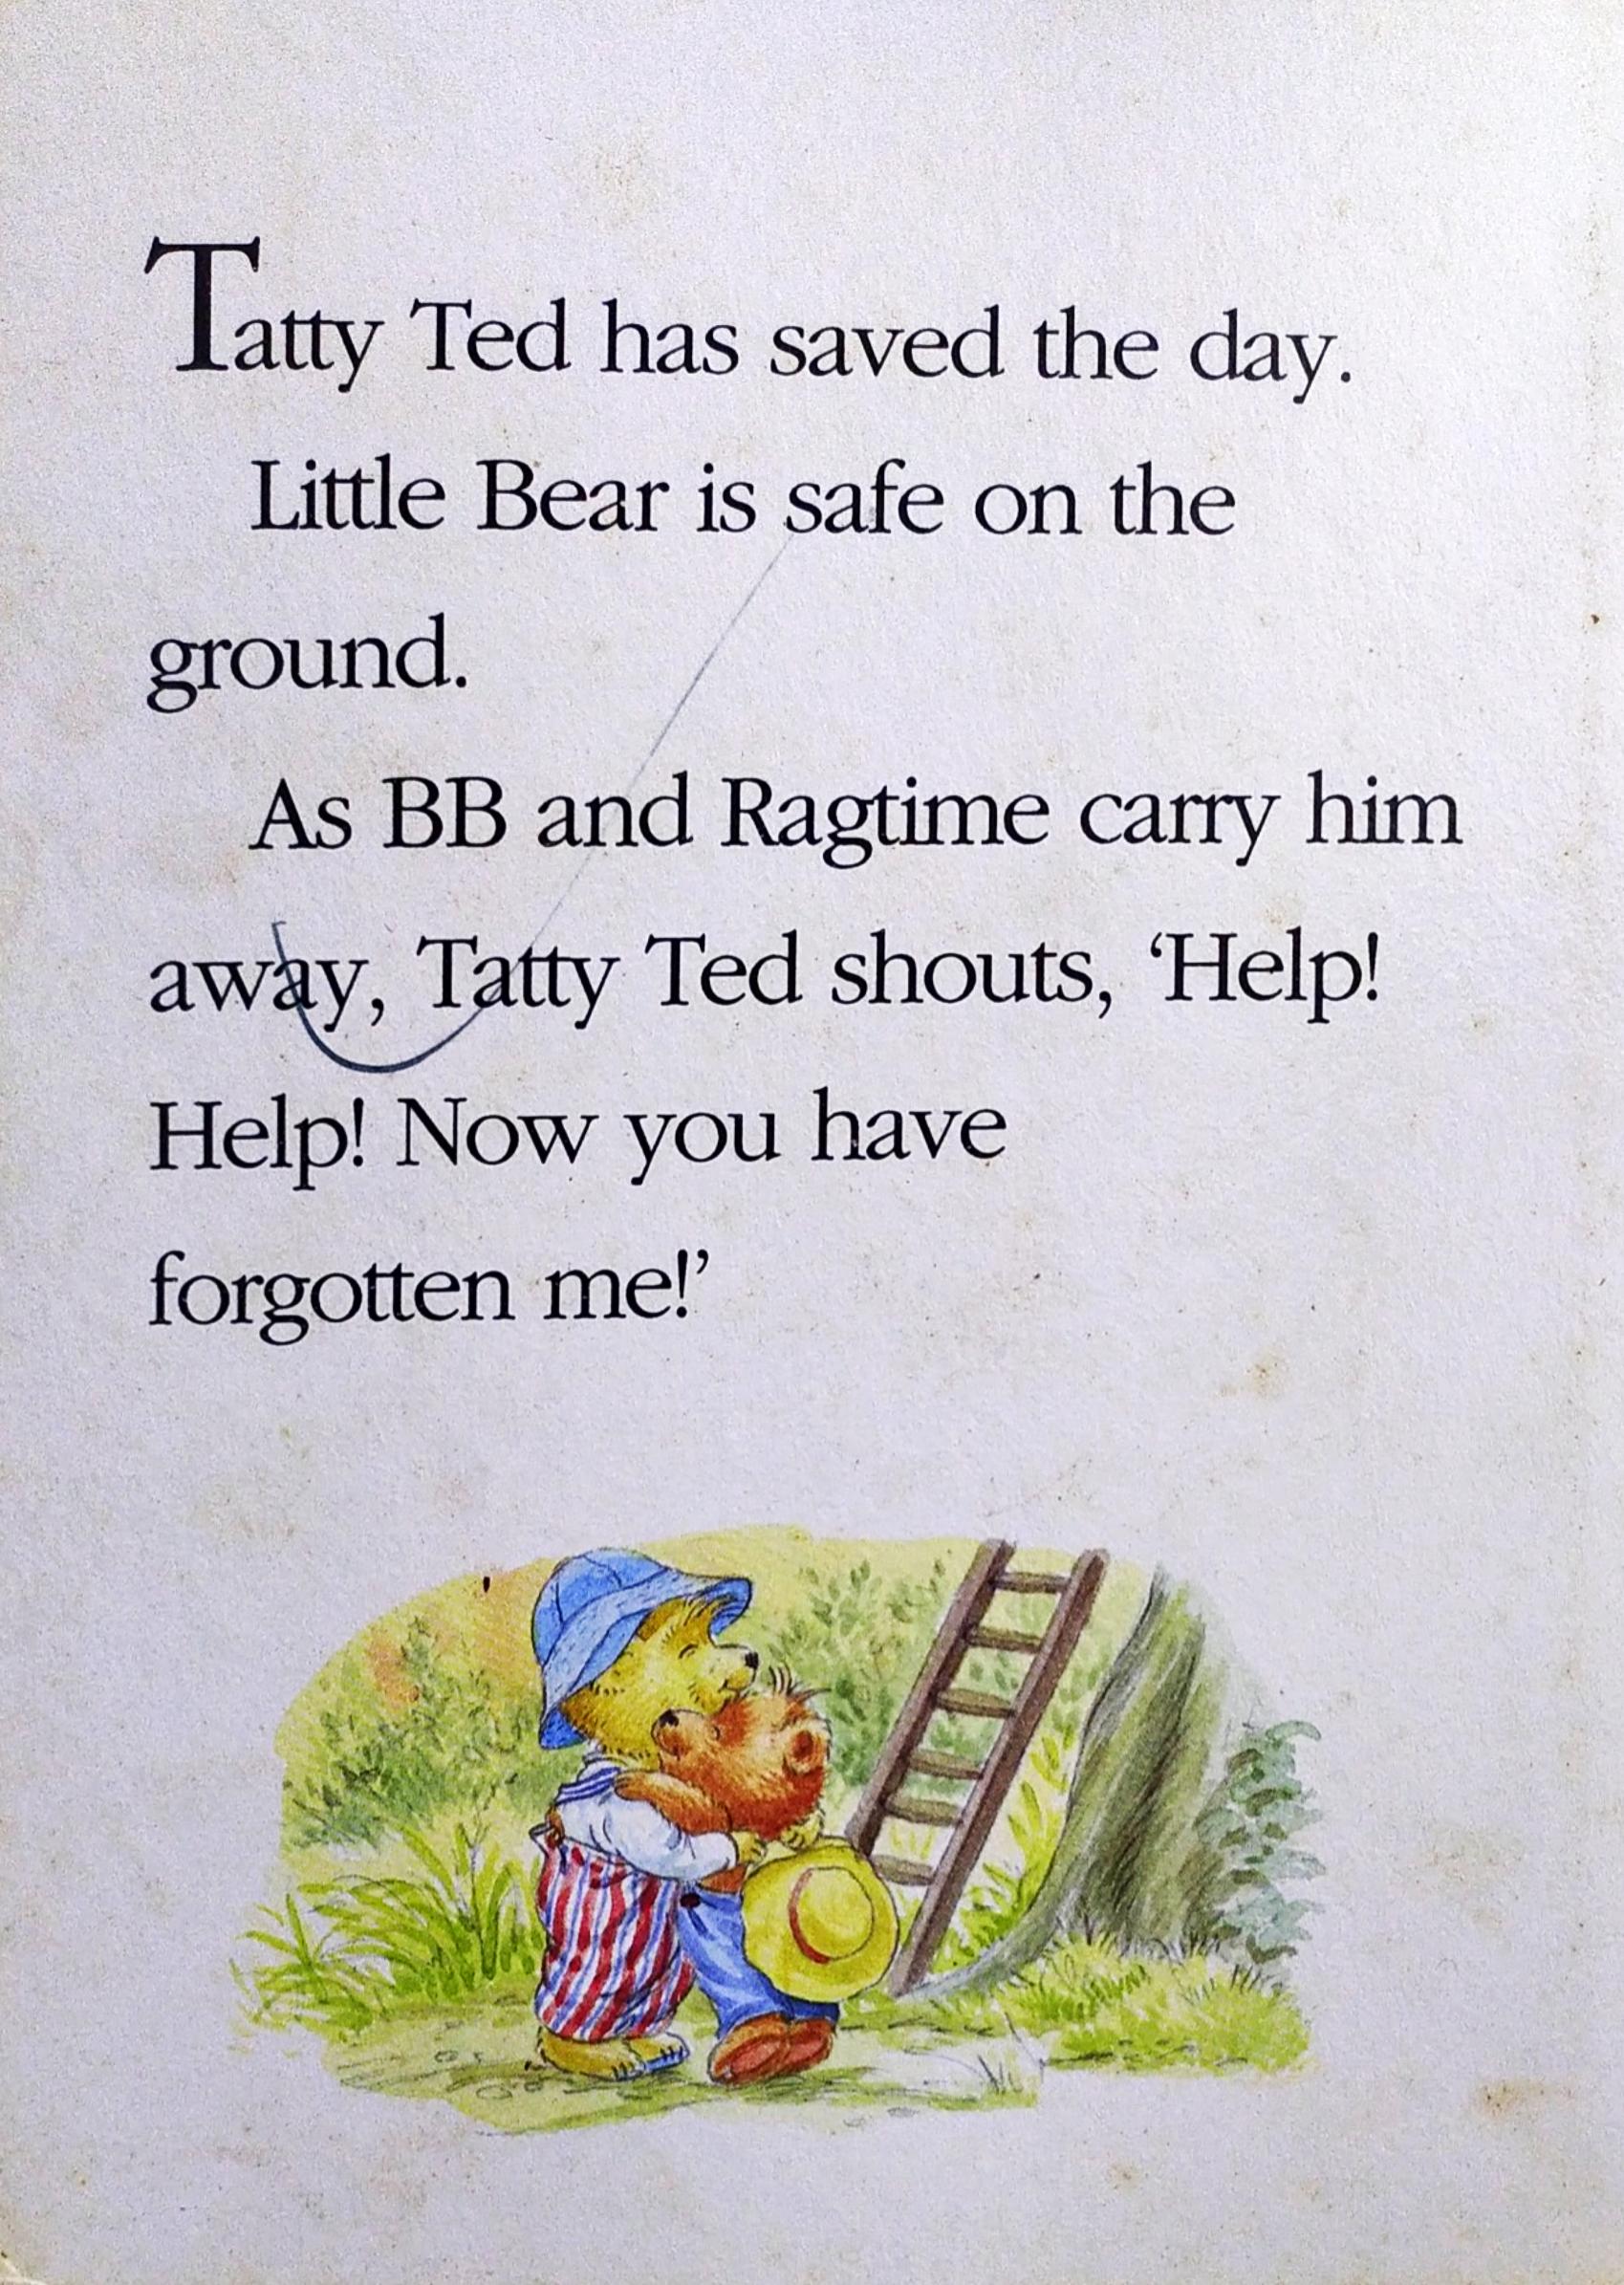 Tatty Ted has saved the day.
Little Bear is safe on the
ground.
As BB and Ragtime carry him
away, Tatty Ted shouts, ‘Help!
Help! Now you have
forgotten me!’